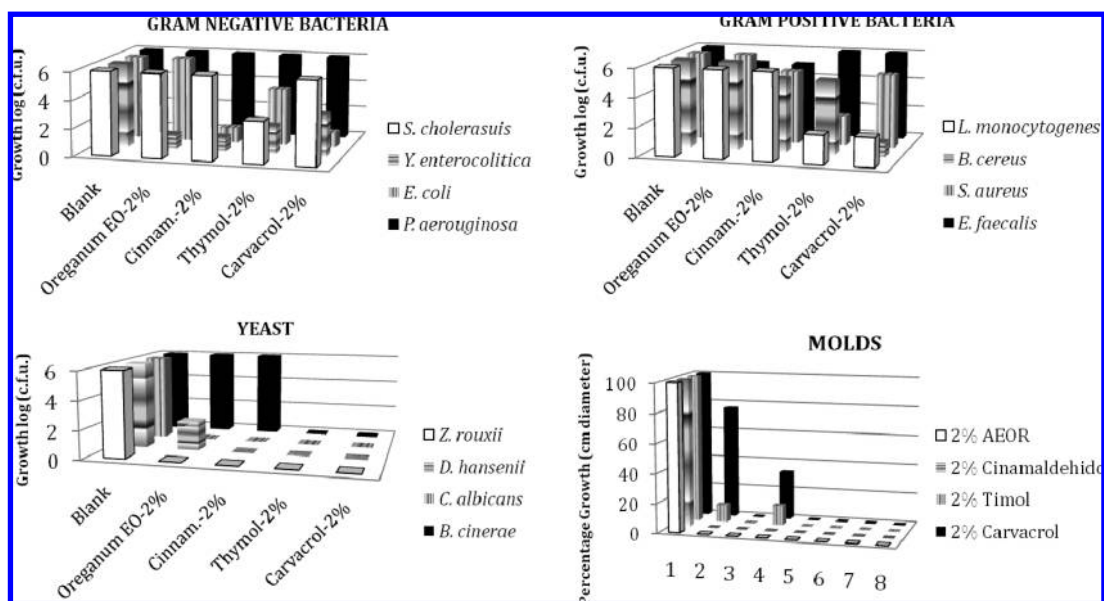 GRAM NEGATIVE BACTERIA
Growth log (c.f.u.)
6
4
2
0
Blank
Oreganum EO-2%
Cinnam.-2%
Thymol-2%
Carvacrol-2%
S. cholerasuis
Y. enterocolitica
E. coli
P. aerouginosa
GRAM POSITIVE BACTERIA
Growth log (c.f.u.)
6
4
2
0
Blank
Oreganum EO-2%
Cinnam.-2%
Thymol-2%
Carvacrol-2%
L. monocytogenes
B. cereus
S. aureus
E. faecalis
YEAST
Growth log (c.f.u.)
6
4
2
0
Blank
Oreganum EO-2%
Cinnam.-2%
Thymol-2%
Carvacrol-2%
Z. rouxii
D. hansenii
C. albicans
B. cinerae
MOLDS
Percentage Growth (cm diameter)
100
80
60
40
20
0
1 2 3 4 5 6 7 8
2% AEOR
2% Cinamaldehido
2% Timol
2% Carvacrol